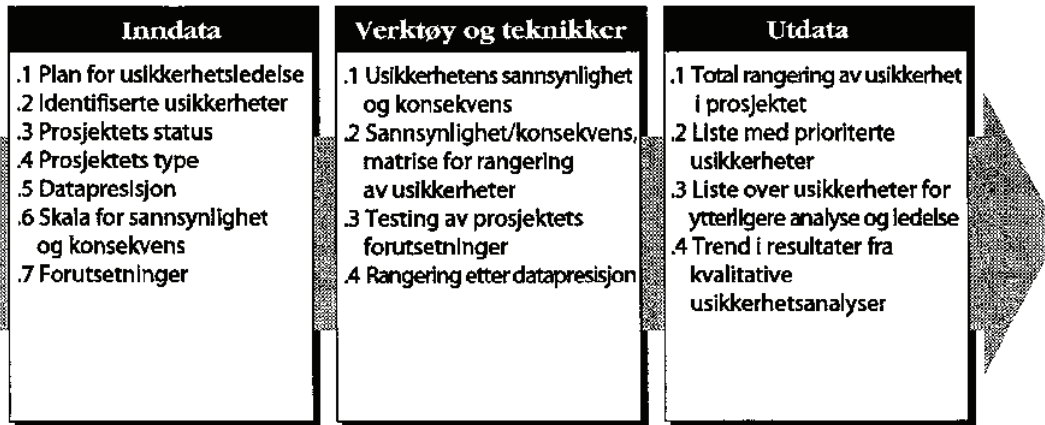 Inndata
.1 Plan for usikkerhetsledelse
.2 Identifiserte usikkerheter
.3 Prosjektets status
.4 Prosjektets type
.5 Datapresisjon
.6 Skala for sannsynlighet
og konsekvens
.7 Forutsetninger
Verktøy og teknikker
.1 Usikkerhetens sannsynlighet
og konsekvens
.2 Sannsynlighet/konsekvens,
matrise for rangering
av usikkerheter
.3 Testing av prosjektets
forutsetninger
.4 Rangering etter datapresisjon
Utdata
.1 Total rangering av usikkerhet
i prosjektet
.2 Liste med prioriterte
usikkerheter
.3 Liste over usikkerheter for
ytterligere analyse og ledelse
.4 Trend i resultater fra
kvalitative
usikkerhetsanalyser